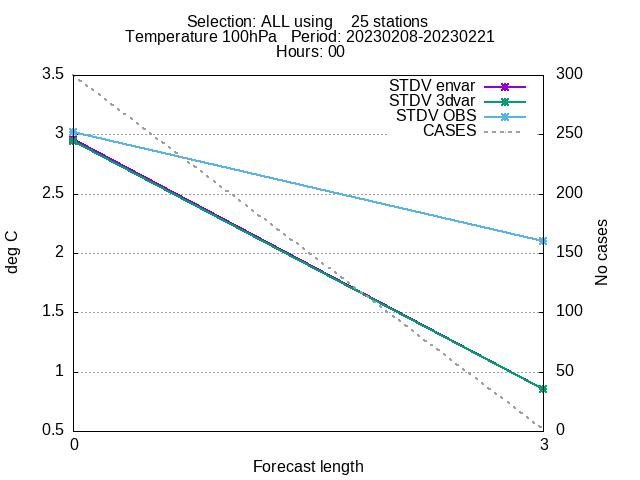 Selection: ALL using    25 stations
Temperature 100hPa   Period: 20230208-20230221
Hours: 00
3.5
3
2.5
2
1.5
1
0.5
deg C
STDV envar
STDV 3dvar
STDV OBS
CASES
300
250
200
150
100
50
0
No cases
0
3
Forecast length